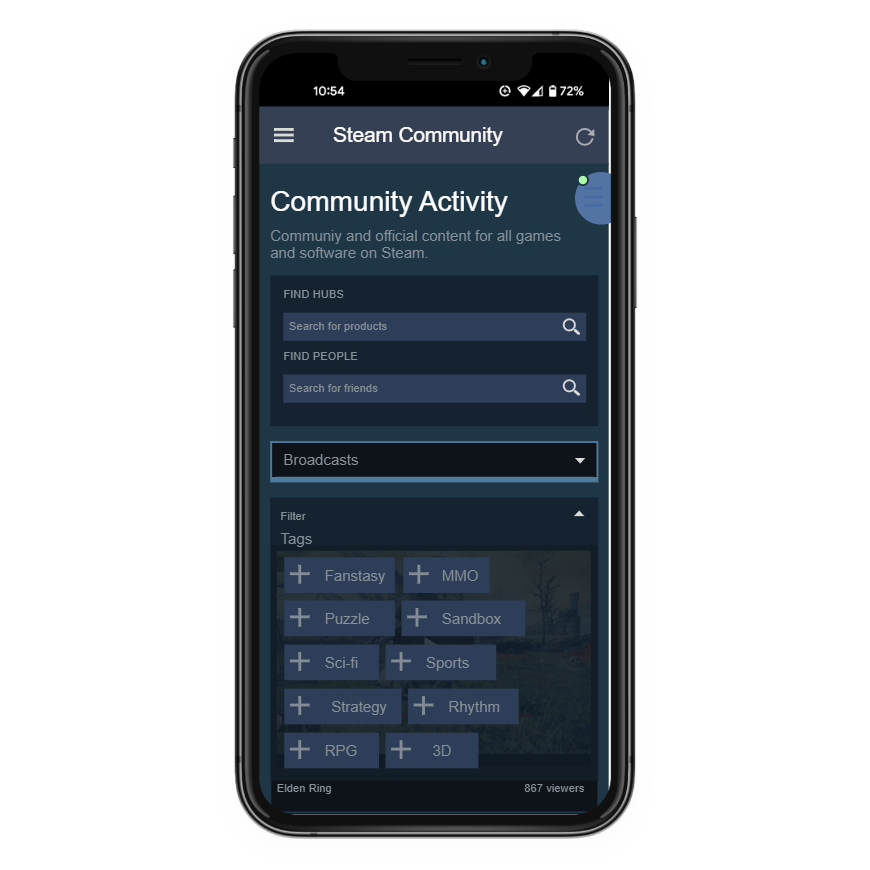 10:54
72%
Steam Community
Community Activity
Communiy and official content for all games
and software on Steam.
FIND HUBS
Search for products
FIND PEOPLE
Search for friends
Broadcasts
Filter
Tags
Fanstasy MMO
Puzzle Sandbox
Sci-fi Sports
Strategy Rhythm
RPG 3D
Elden Ring 867 viewers